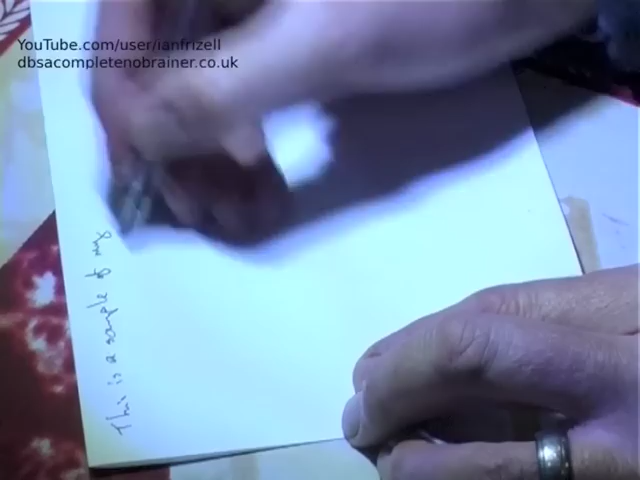 YouTube.com/user/ianfrizell
dbsacompletenobrainer.co.uk
This is a sample of my